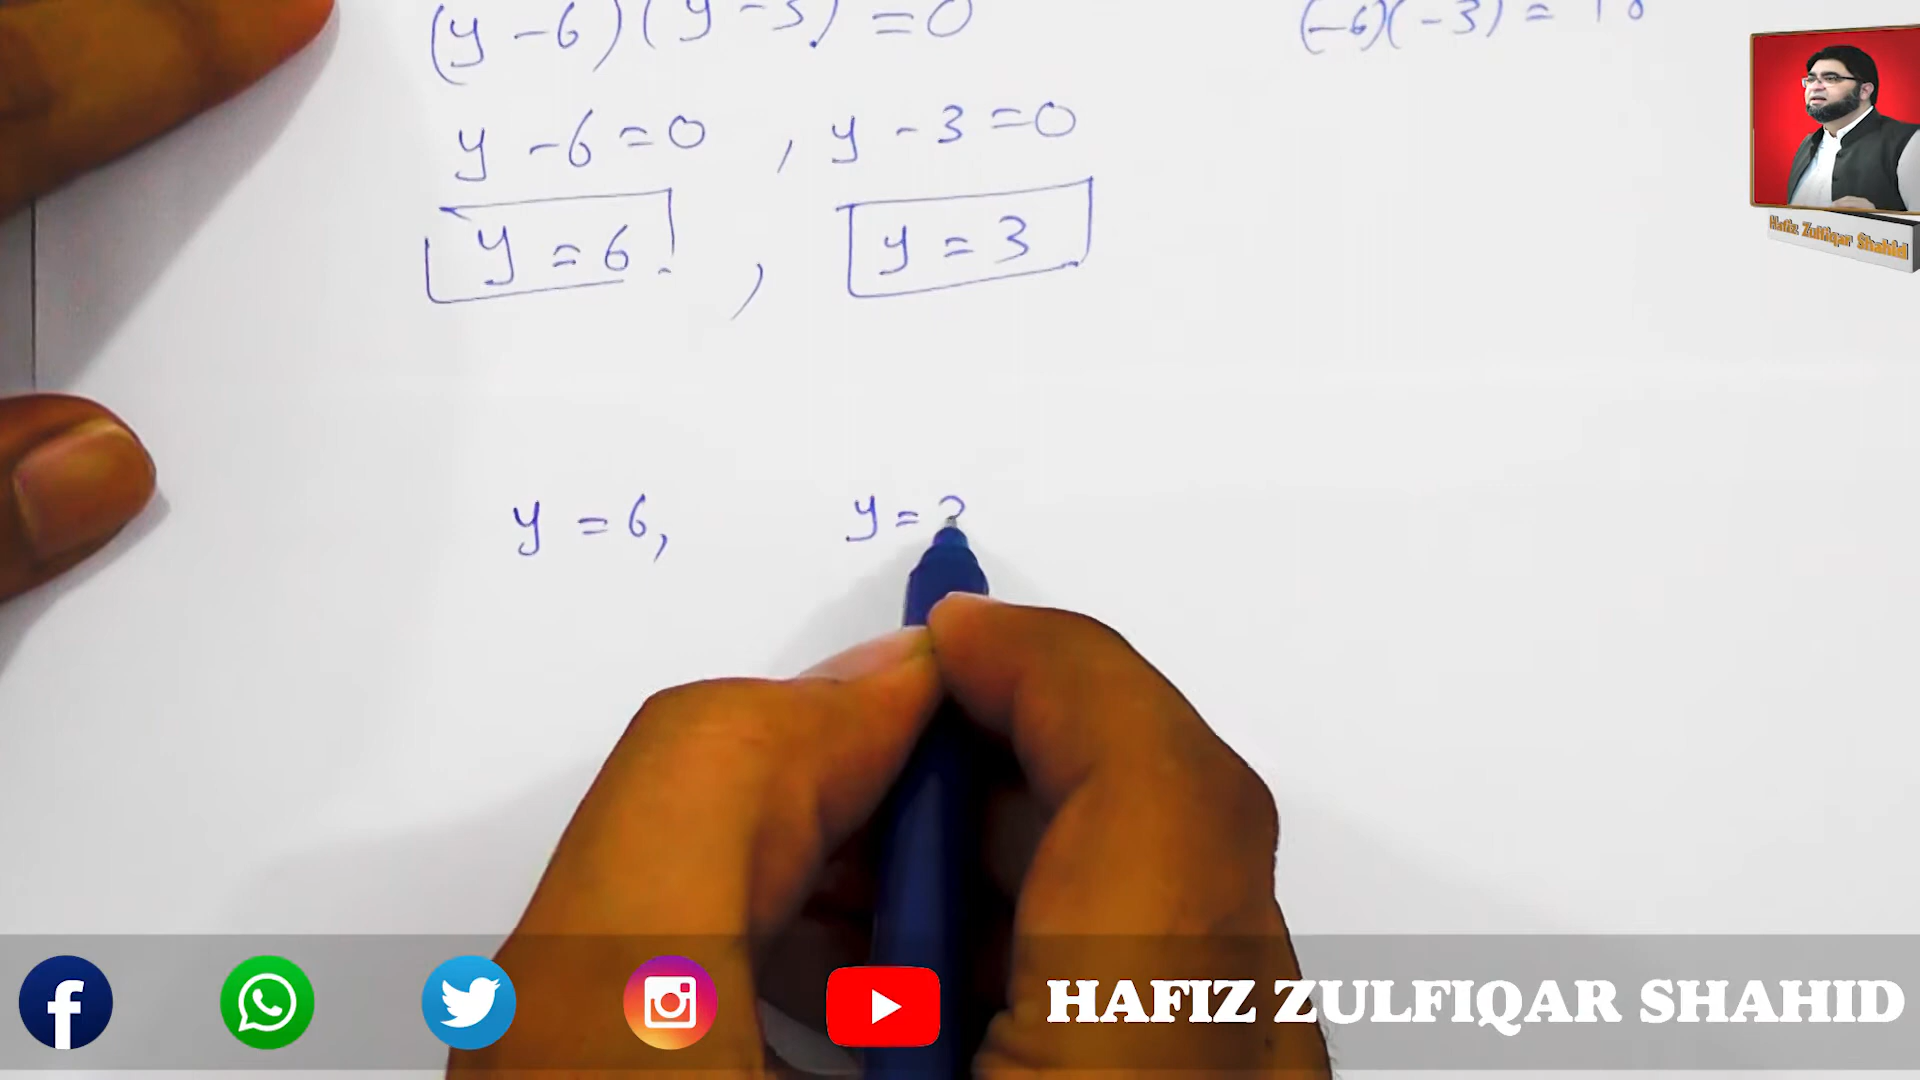 (y - 6)(y - 3) = 0
(-6)(-3) = 18
y - 6 = 0 , y - 3 = 0
y = 6 , y = 3
Hafiz Zulfiqar Shahid
y = 6, y =
HAFIZ ZULFIQAR SHAHID